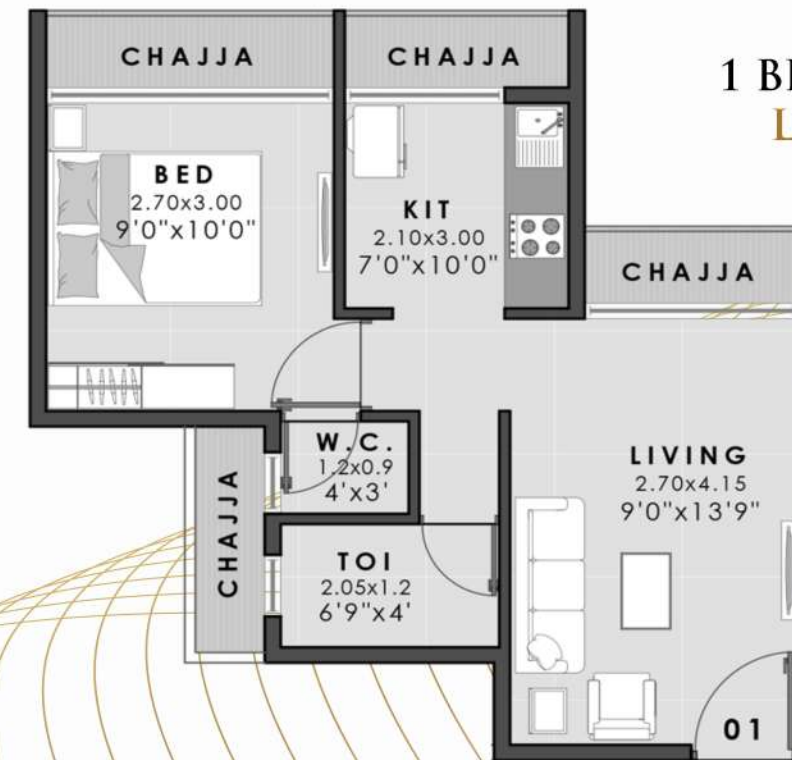 CHAJJA
CHAJJA
1 B
L
BED
2.70x3.00
9'0"x10'0"
KIT
2.10x3.00
7'0"x10'0"
CHAJJA
W.C.
1.2x0.9
4'x3'
LIVING
2.70x4.15
9'0"x13'9"
CHAJJA
TOI
2.05x1.2
6'9"x4'
01